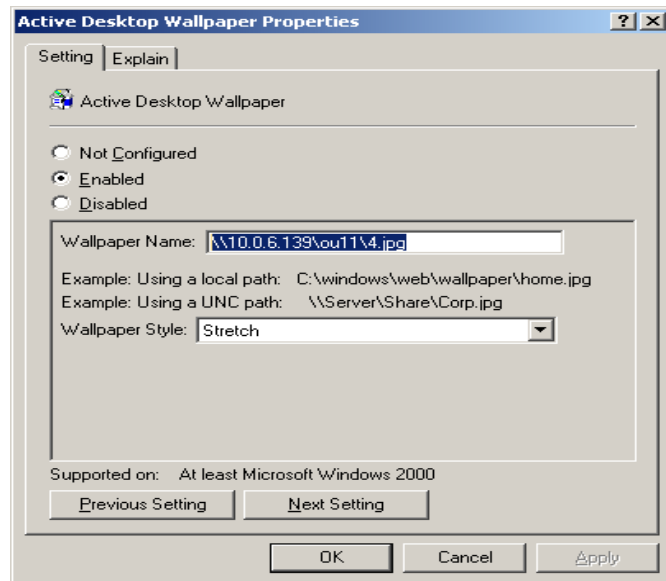 Active Desktop Wallpaper Properties
Setting
Explain
Active Desktop Wallpaper
Not Configured
Enabled
Disabled
Wallpaper Name: \\10.0.6.139\ou11\4.jpg
Example: Using a local path: C:\windows\web\wallpaper\home.jpg
Example: Using a UNC path: \\Server\Share\Corp.jpg
Wallpaper Style: Stretch
Supported on: At least Microsoft Windows 2000
Previous Setting
Next Setting
OK
Cancel
Apply